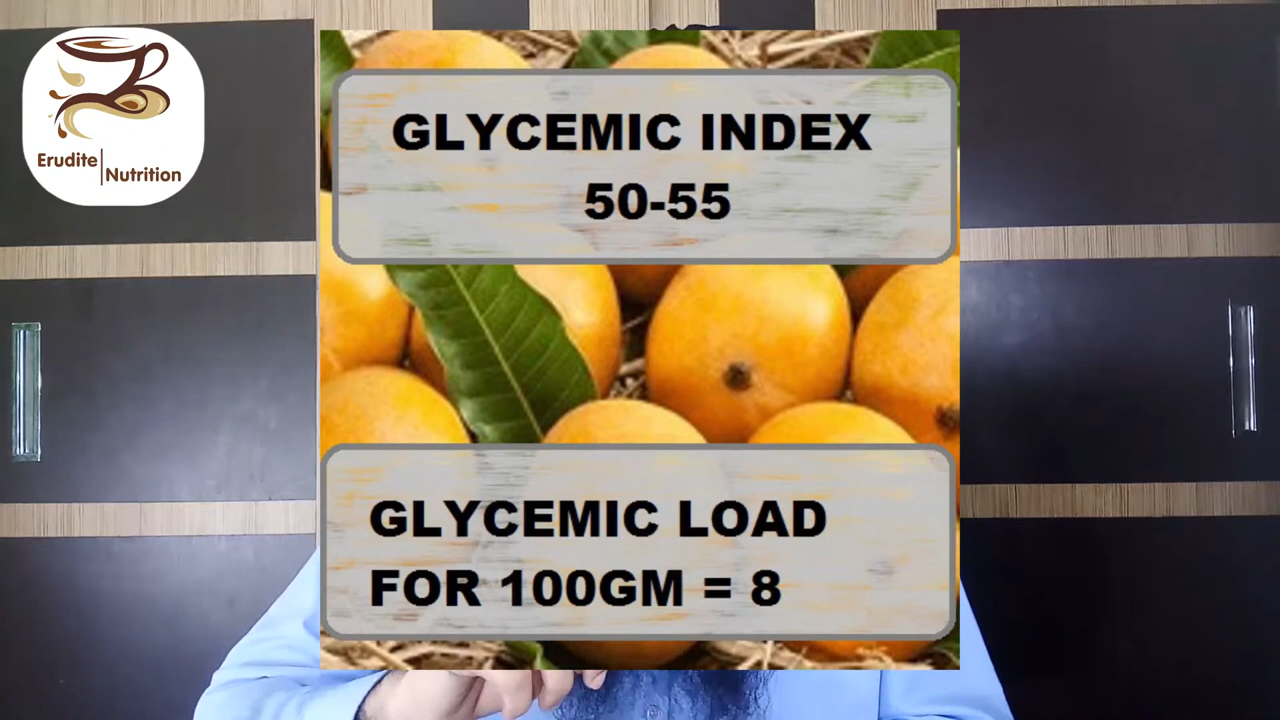 Erudite
Nutrition
GLYCEMIC INDEX
50-55
GLYCEMIC LOAD
FOR 100GM = 8